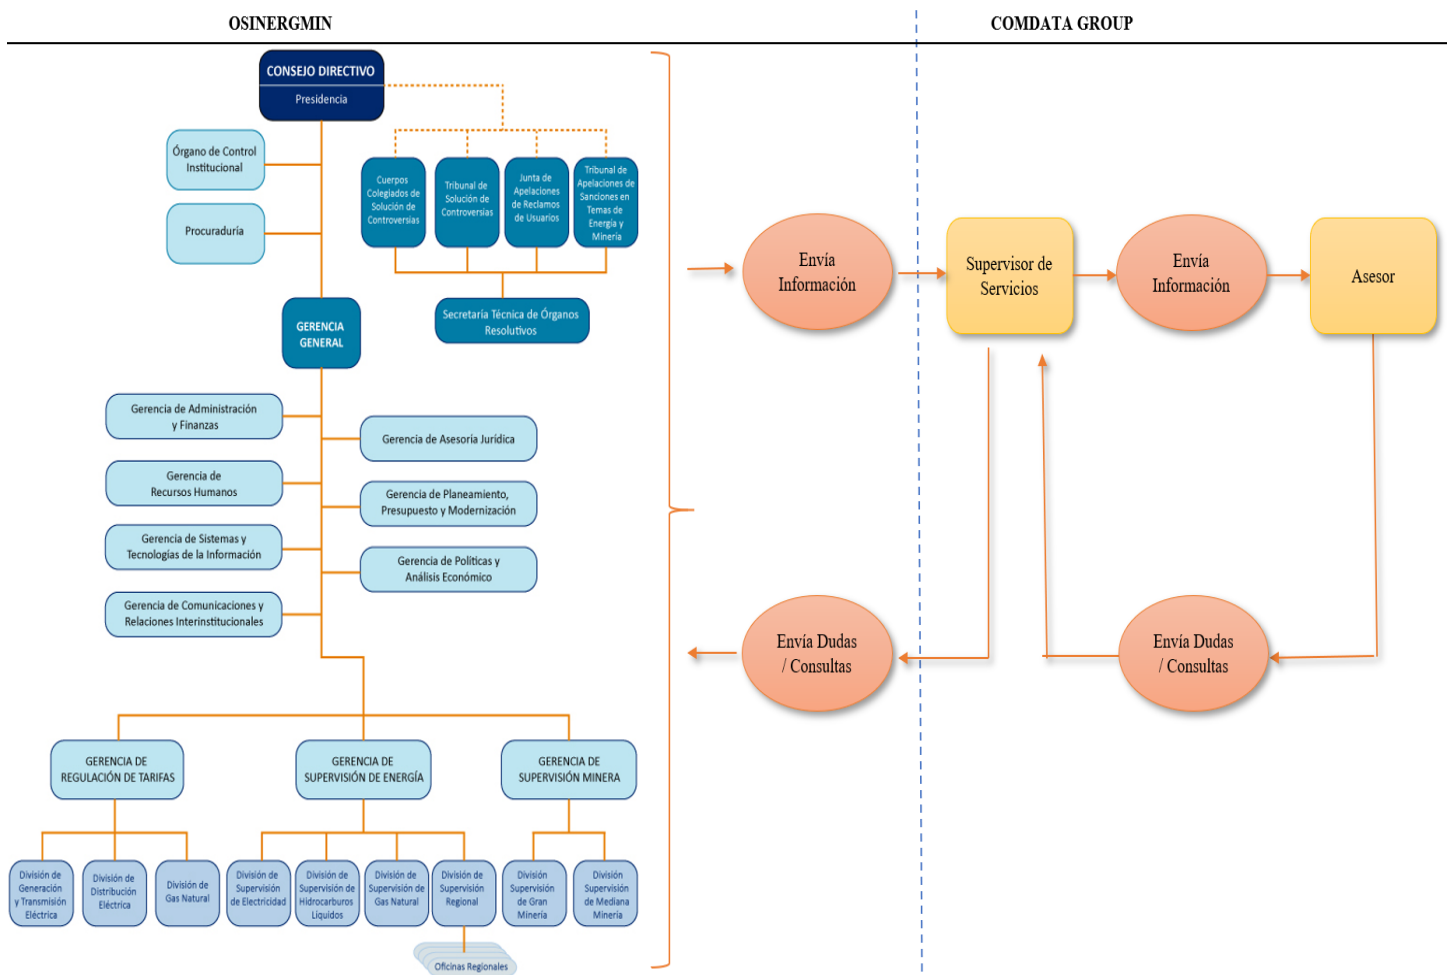 OSINERGMIN
COMDATA GROUP
CONSEJO DIRECTIVO
Presidencia
Órgano de Control
Institucional
Procuraduría
Cuerpos
Colegiados de
Solución de
Controversias
Tribunal de
Solución de
Controversias
Junta de
Apelaciones
de Reclamos
de Usuarios
Tribunal de
Apelaciones de
Sanciones en
Temas de
Energía y
Minería
Secretaria Técnica de Órganos
Resolutivos
GERENCIA
GENERAL
Gerencia de Administración
y Finanzas
Gerencia de Asesoría Jurídica
Gerencia de
Recursos Humanos
Gerencia de Planeamiento,
Presupuesto y Modernización
Gerencia de Sistemas y
Tecnologías de la Información
Gerencia de Políticas y
Análisis Económico
Gerencia de Comunicaciones y
Relaciones Interinstitucionales
GERENCIA DE
REGULACIÓN DE TARIFAS
GERENCIA DE
SUPERVISIÓN DE ENERGÍA
GERENCIA DE
SUPERVISIÓN MINERA
División de
Generación
y Transmisión
Eléctrica
División de
Distribución
Eléctrica
División de
Gas Natural
División de
Supervisión
de Electricidad
División de
Supervisión de
Hidrocarburos
Líquidos
División de
Supervisión de
Gas Natural
División de
Supervisión
Regional
División
Supervisión
de Gran
Minería
División
Supervisión
de Mediana
Minería
Oficinas Regionales
Envía
Información
Supervisor de
Servicios
Envía
Información
Asesor
Envía Dudas
/ Consultas
Envía Dudas
/ Consultas